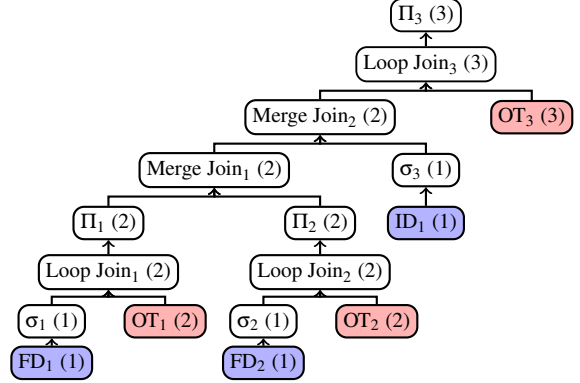 Π₃ (3)
Loop Join₃ (3)
Merge Join₂ (2) OT₃ (3)
Merge Join₁ (2) σ₃ (1)
Π₁ (2) Π₂ (2) ID₁ (1)
Loop Join₁ (2) Loop Join₂ (2)
σ₁ (1) OT₁ (2) σ₂ (1) OT₂ (2)
FD₁ (1) FD₂ (1)